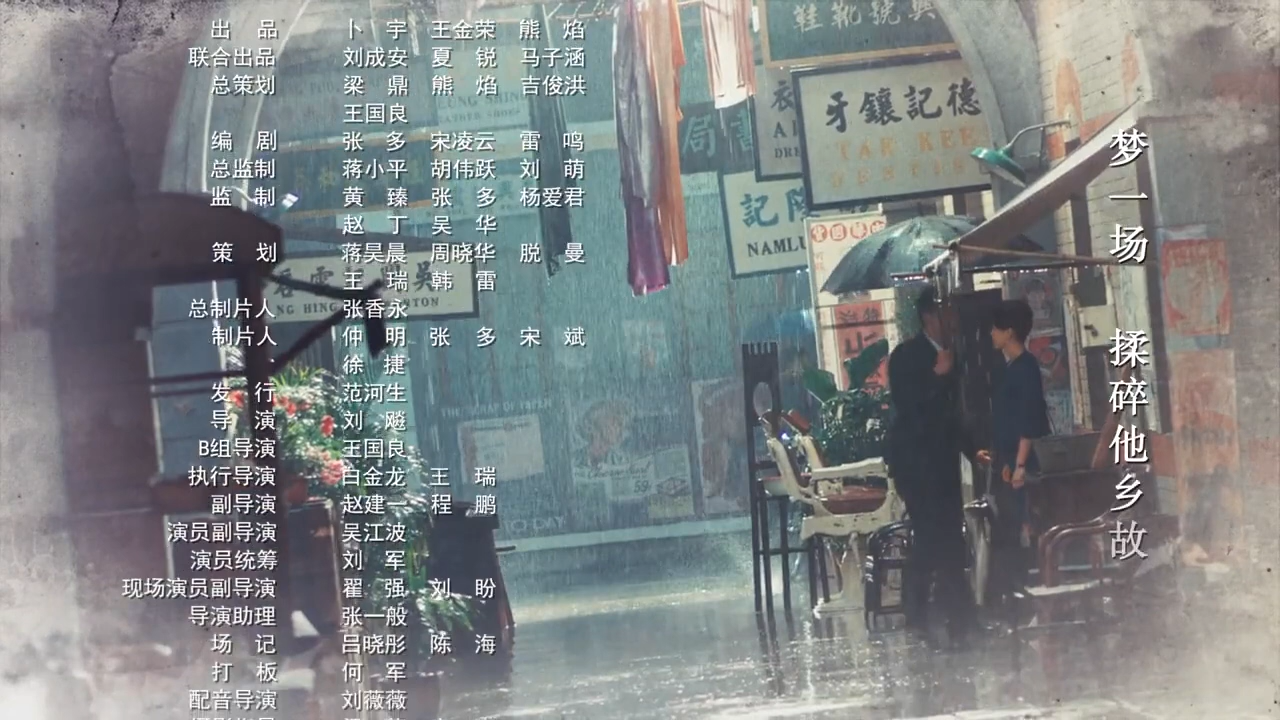 出品 卜宇 王金荣 熊焰
联合出品 刘成安 夏锐 马子涵
总策划 梁鼎 熊焰 吉俊洪
王国良
编剧 张多 宋凌云 雷鸣
总监制 蒋小平 胡伟跃 刘萌
监制 黄臻 张多 杨爱君
赵丁 吴华
策划 蒋昊晨 周晓华 脱曼
王瑞 韩雷
总制片人 张香永
制片人 仲明 张多 宋斌
徐捷
发行 范河生
导演 刘飚
B组导演 王国良
执行导演 白金龙 王瑞
副导演 赵建一 程鹏
演员副导演 吴江波
演员统筹 刘军
现场演员副导演 翟强 刘盼
导演助理 张一般
场记 吕晓彤 陈海
打板 何军
配音导演 刘薇薇
梦一场 揉碎他乡故
鞋靴號興
牙鑲記德
TAK KEE
DENTIST
局書
記隆
NAMLU